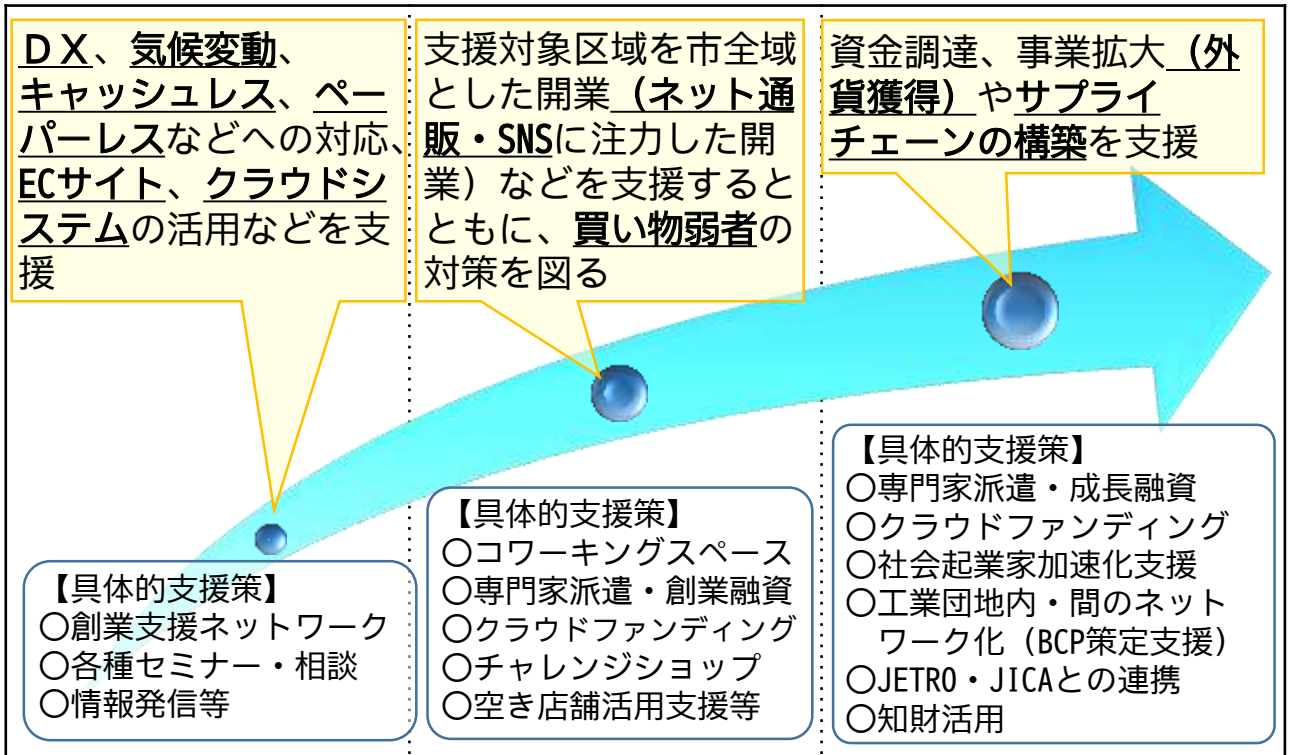 ＤＸ、気候変動、
キャッシュレス、ペー
パーレスなどへの対応、
ECサイト、クラウドシ
ステムの活用などを支
援
支援対象区域を市全域
とした開業（ネット通
販・SNSに注力した開
業）などを支援すると
ともに、買い物弱者の
対策を図る
資金調達、事業拡大（外
貨獲得）やサプライ
チェーンの構築を支援
【具体的支援策】
〇創業支援ネットワーク
〇各種セミナー・相談
〇情報発信等
【具体的支援策】
〇コワーキングスペース
〇専門家派遣・創業融資
〇クラウドファンディング
〇チャレンジショップ
〇空き店舗活用支援等
【具体的支援策】
〇専門家派遣・成長融資
〇クラウドファンディング
〇社会起業家加速化支援
〇工業団地内・間のネット
ワーク化（BCP策定支援）
〇JETRO・JICAとの連携
〇知財活用